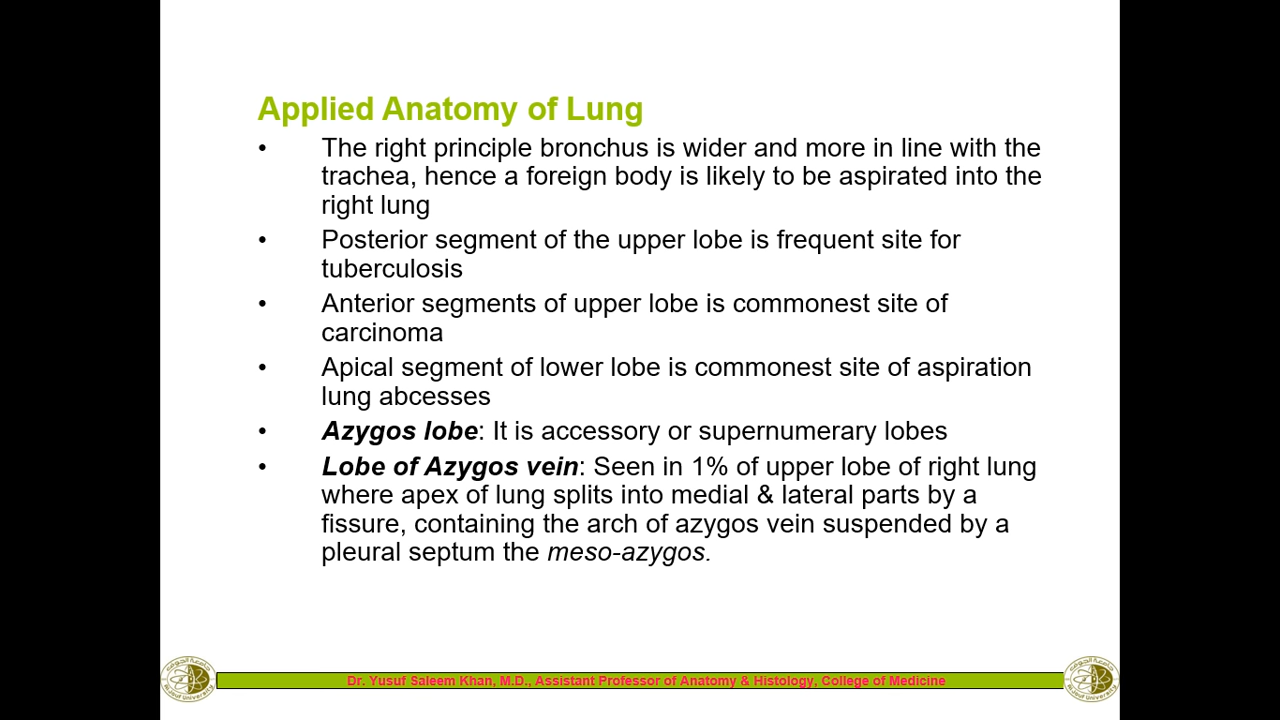 Applied Anatomy of Lung
• The right principle bronchus is wider and more in line with the
trachea, hence a foreign body is likely to be aspirated into the
right lung
• Posterior segment of the upper lobe is frequent site for
tuberculosis
• Anterior segments of upper lobe is commonest site of
carcinoma
• Apical segment of lower lobe is commonest site of aspiration
lung abcesses
• Azygos lobe: It is accessory or supernumerary lobes
• Lobe of Azygos vein: Seen in 1% of upper lobe of right lung
where apex of lung splits into medial & lateral parts by a
fissure, containing the arch of azygos vein suspended by a
pleural septum the meso-azygos.
Dr. Yusuf Saleem Khan, M.D., Assistant Professor of Anatomy & Histology, College of Medicine